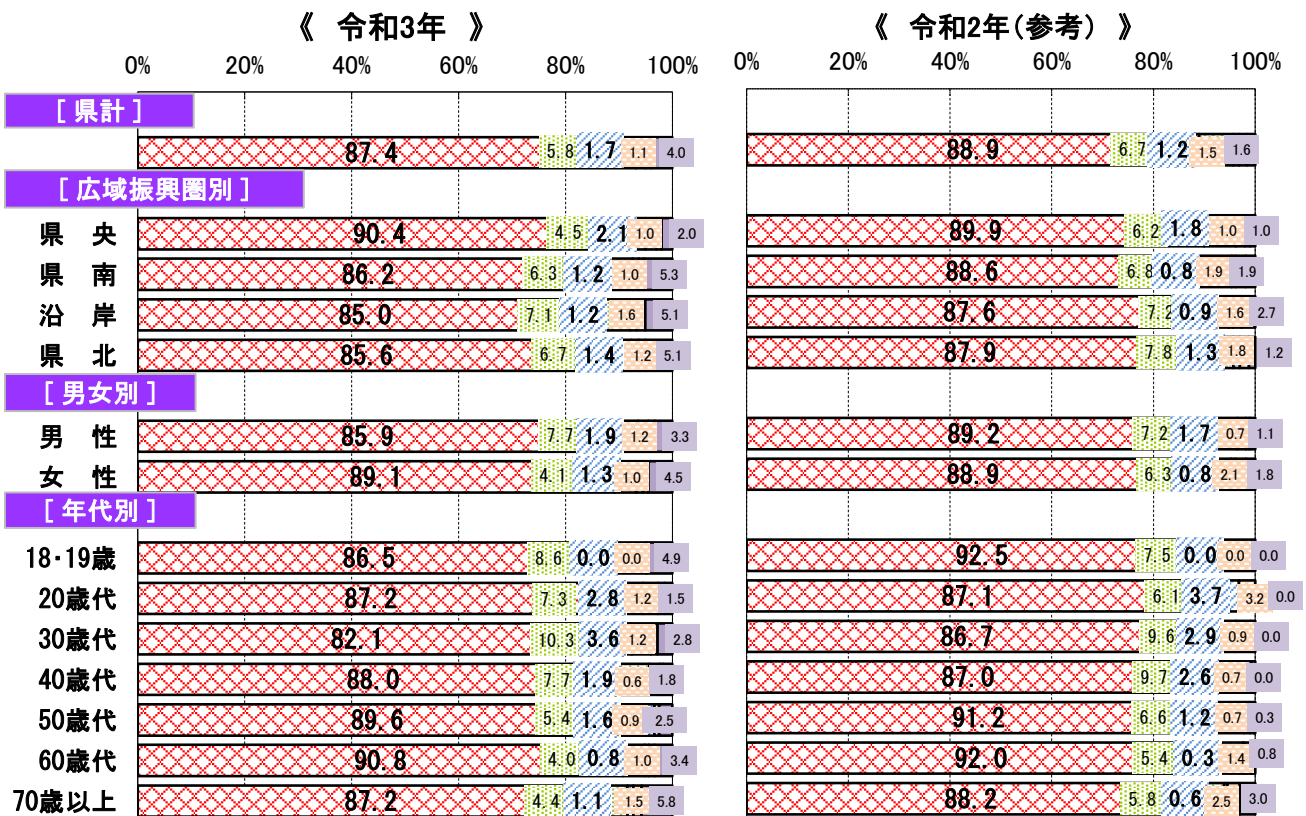 《 令和3年 》 《 令和2年(参考) 》
0% 20% 40% 60% 80% 100% 0% 20% 40% 60% 80% 100%
[ 県計 ]
87.4 5.8 1.7 1.1 4.0 88.9 6.7 1.2 1.5 1.6
[ 広域振興圏別 ]
県 央 90.4 4.5 2.1 1.0 2.0 89.9 6.2 1.8 1.0 1.0
県 南 86.2 6.3 1.2 1.0 5.3 88.6 6.8 0.8 1.9 1.9
沿 岸 85.0 7.1 1.2 1.6 5.1 87.6 7.2 0.9 1.6 2.7
県 北 85.6 6.7 1.4 1.2 5.1 87.9 7.8 1.3 1.8 1.2
[ 男女別 ]
男 性 85.9 7.7 1.9 1.2 3.3 89.2 7.2 1.7 0.7 1.1
女 性 89.1 4.1 1.3 1.0 4.5 88.9 6.3 0.8 2.1 1.8
[ 年代別 ]
18・19歳 86.5 8.6 0.0 0.0 4.9 92.5 7.5 0.0 0.0 0.0
20歳代 87.2 7.3 2.8 1.2 1.5 87.1 6.1 3.7 3.2 0.0
30歳代 82.1 10.3 3.6 1.2 2.8 86.7 9.6 2.9 0.9 0.0
40歳代 88.0 7.7 1.9 0.6 1.8 87.0 9.7 2.6 0.7 0.0
50歳代 89.6 5.4 1.6 0.9 2.5 91.2 6.6 1.2 0.7 0.3
60歳代 90.8 4.0 0.8 1.0 3.4 92.0 5.4 0.3 1.4 0.8
70歳以上 87.2 4.4 1.1 1.5 5.8 88.2 5.8 0.6 2.5 3.0